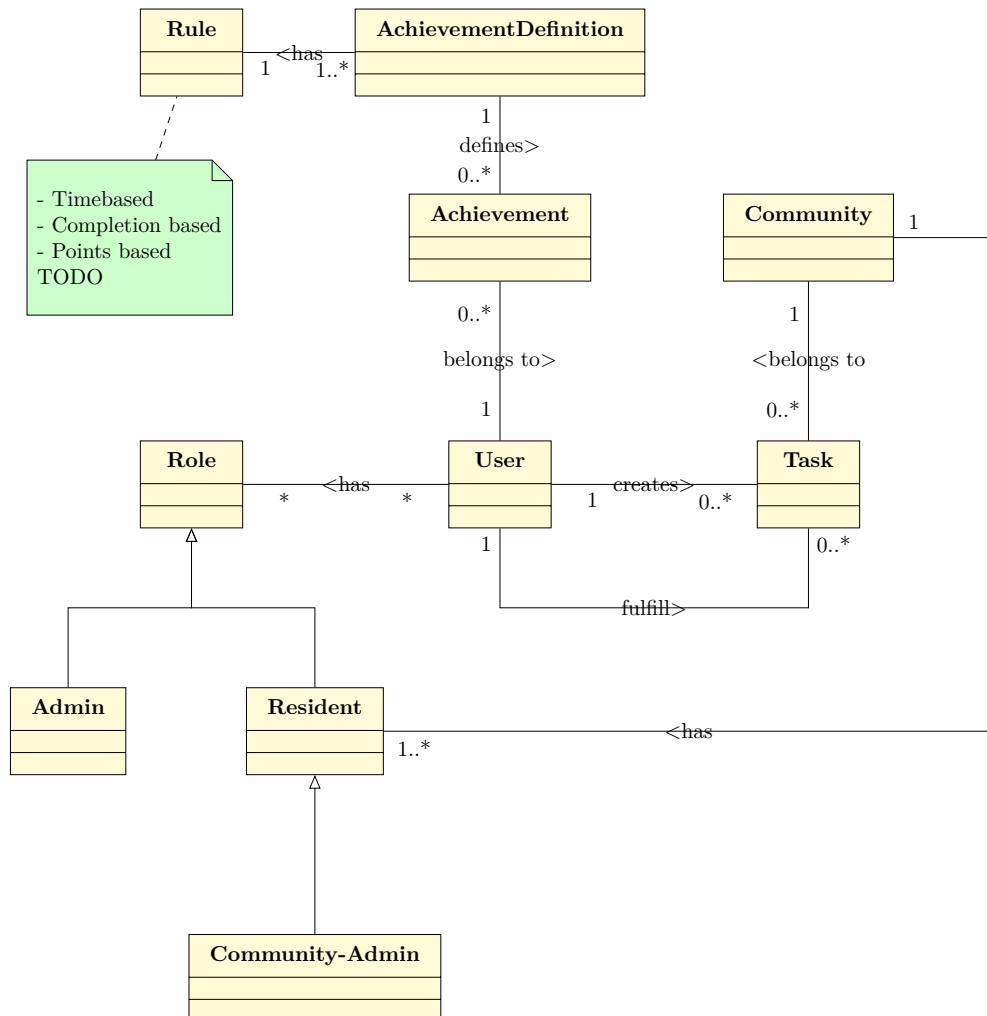 Rule
AchievementDefinition
<has
1
1..*
1
defines>
0..*
- Timebased
- Completion based
- Points based
TODO
Achievement
Community
1
0..*
1
belongs to>
<belongs to
1
0..*
Role
User
Task
<has
creates>
*
*
1
0..*
1
0..*
fulfill>
Admin
Resident
<has
1..*
Community-Admin